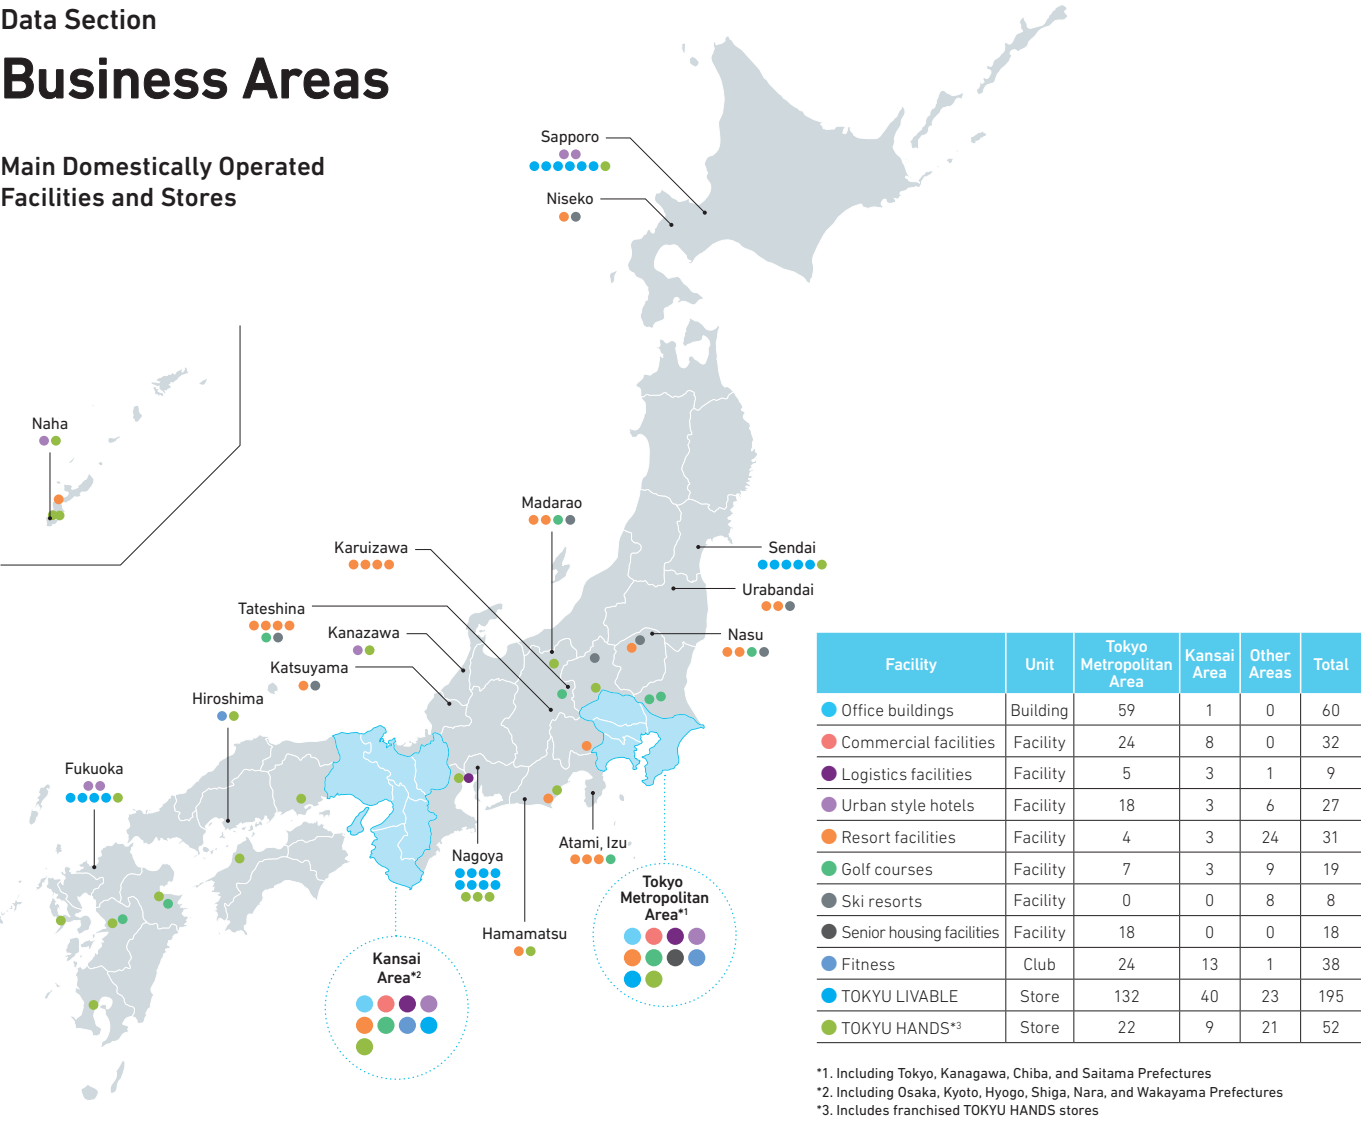 Data Section
Business Areas
Main Domestically Operated
Facilities and Stores
Sapporo
Niseko
Naha
Madarao
Karuizawa
Sendai
Urabandai
Tateshina
Kanazawa
Nasu
Katsuyama
Hiroshima
Fukuoka
Nagoya
Atami, Izu
Hamamatsu
Tokyo
Metropolitan
Area*1
Kansai
Area*2
Facility Unit Tokyo Metropolitan Area Kansai Area Other Areas Total
Office buildings Building 59 1 0 60
Commercial facilities Facility 24 8 0 32
Logistics facilities Facility 5 3 1 9
Urban style hotels Facility 18 3 6 27
Resort facilities Facility 4 3 24 31
Golf courses Facility 7 3 9 19
Ski resorts Facility 0 0 8 8
Senior housing facilities Facility 18 0 0 18
Fitness Club 24 13 1 38
TOKYU LIVABLE Store 132 40 23 195
TOKYU HANDS*3 Store 22 9 21 52
*1. Including Tokyo, Kanagawa, Chiba, and Saitama Prefectures
*2. Including Osaka, Kyoto, Hyogo, Shiga, Nara, and Wakayama Prefectures
*3. Includes franchised TOKYU HANDS stores